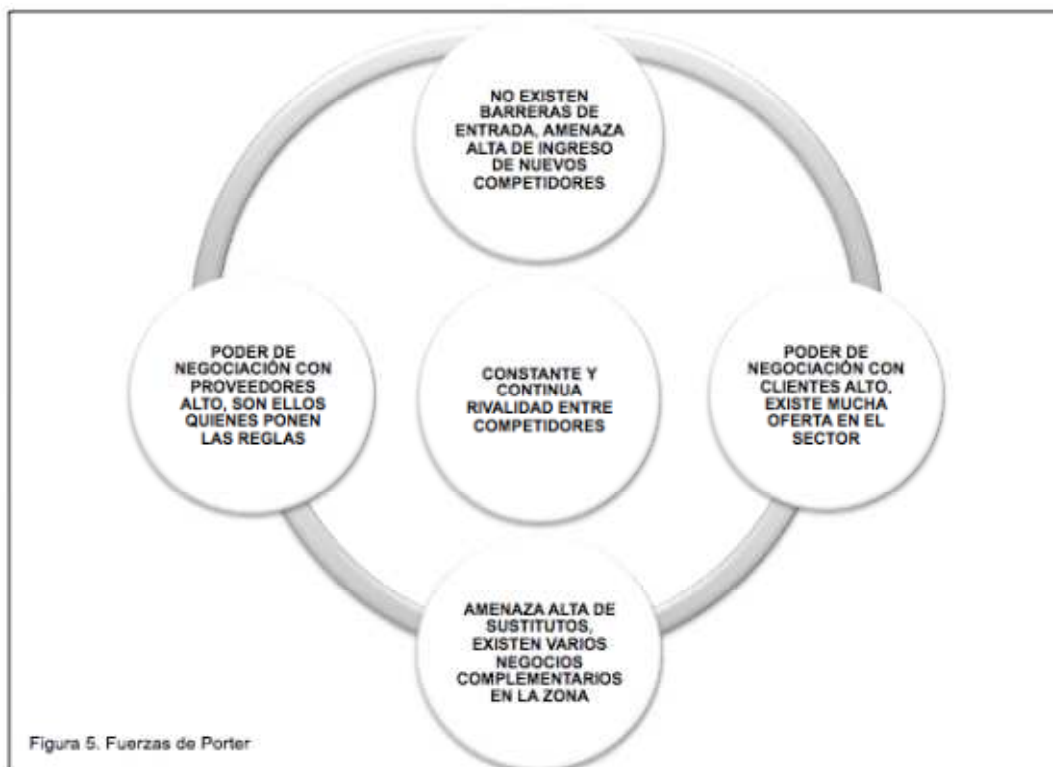 NO EXISTEN
BARRERAS DE
ENTRADA, AMENAZA
ALTA DE INGRESO
DE NUEVOS
COMPETIDORES
PODER DE
NEGOCIACIÓN CON
PROVEEDORES
ALTO, SON ELLOS
QUIENES PONEN
LAS REGLAS
CONSTANTE Y
CONTINUA
RIVALIDAD ENTRE
COMPETIDORES
PODER DE
NEGOCIACIÓN CON
CLIENTES ALTO.
EXISTE MUCHA
OFERTA EN EL
SECTOR
AMENAZA ALTA DE
SUSTITUTOS,
EXISTEN VARIOS
NEGOCIOS
COMPLEMENTARIOS
EN LA ZONA
Figura 5. Fuerzas de Porter